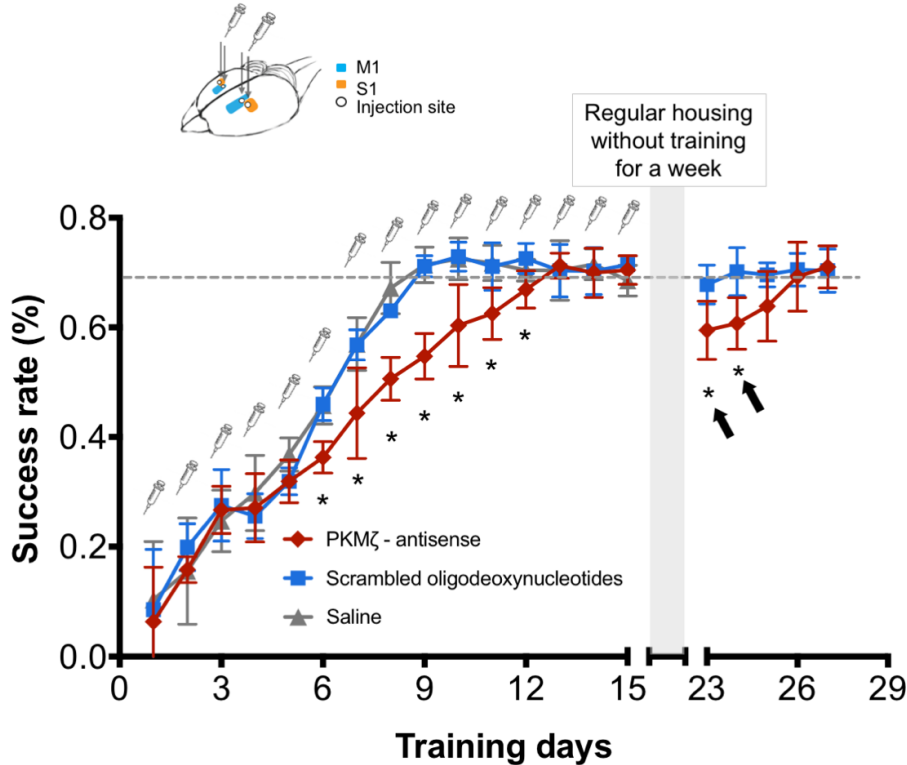 M1
S1
Injection site
Regular housing
without training
for a week
Success rate (%)
0.8
0.6
0.4
0.2
0.0
* * * * * * *
* *
PKMζ - antisense
Scrambled oligodeoxynucleotides
Saline
0 3 6 9 12 15 23 26 29
Training days